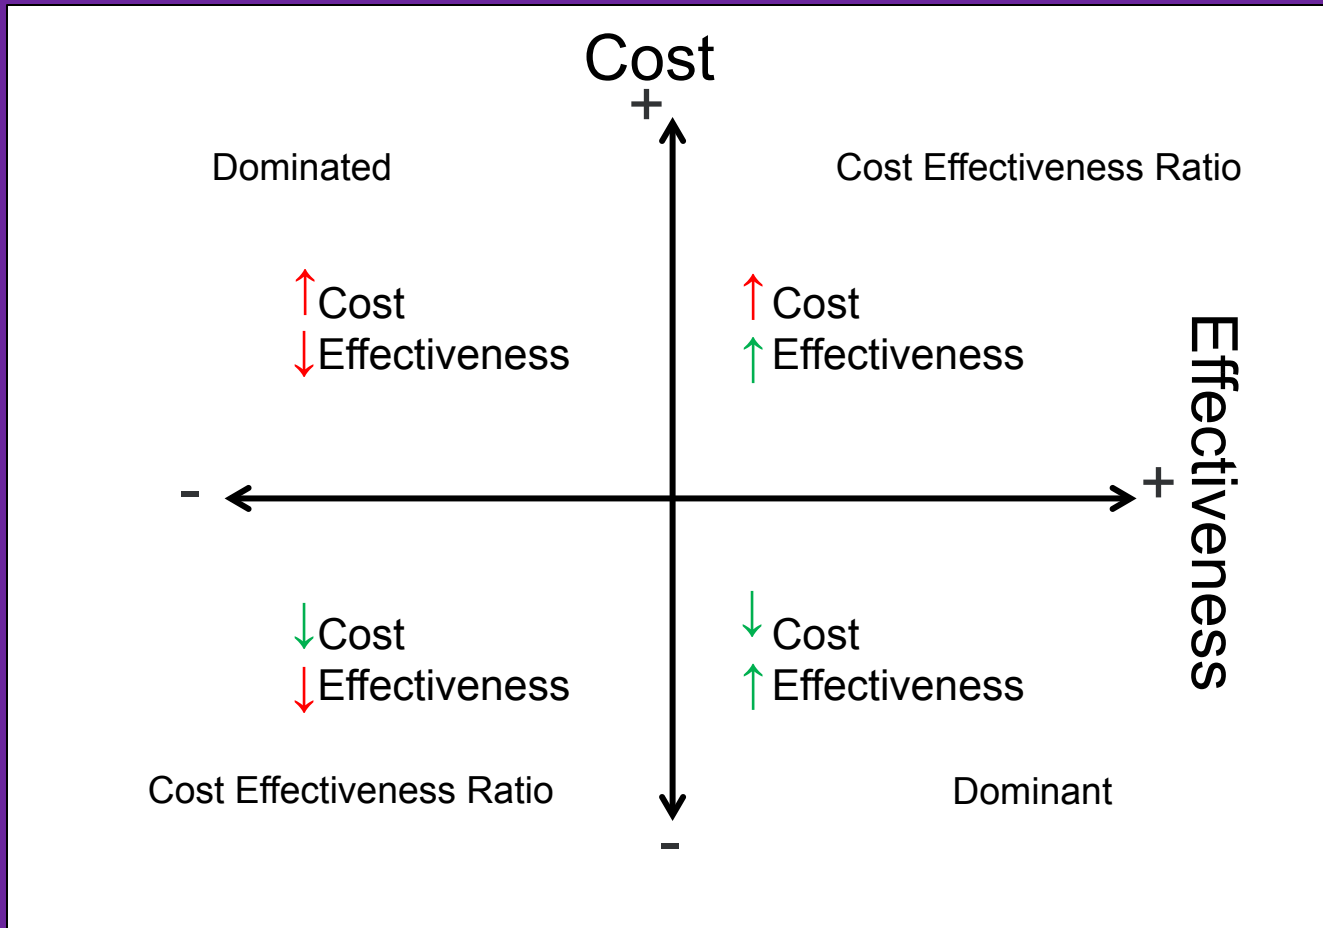 Cost
+
Dominated
Cost Effectiveness Ratio
↑Cost
↓Effectiveness
↑ Cost
↑ Effectiveness
Effectiveness
-
+
↓Cost
↓Effectiveness
↓ Cost
↑ Effectiveness
Cost Effectiveness Ratio
Dominant
-